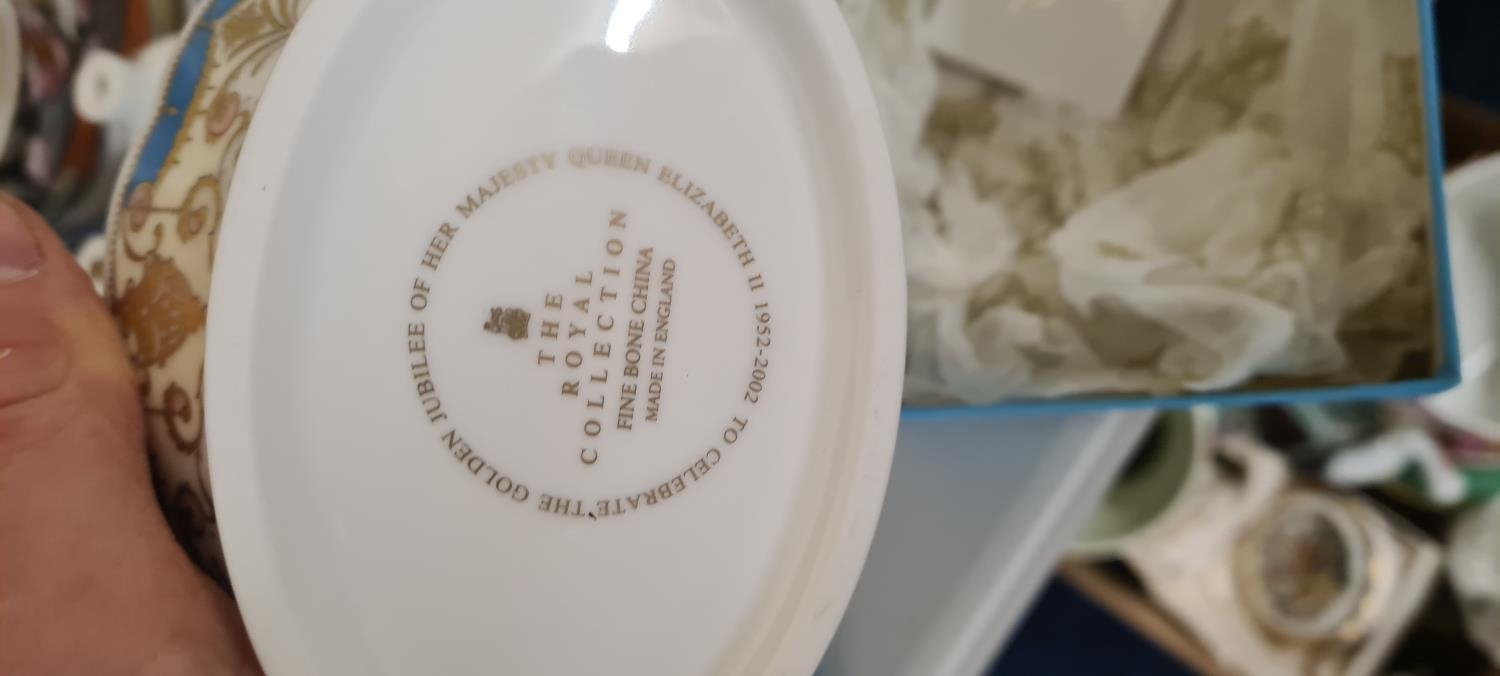 TO CELEBRATE THE GOLDEN JUBILEE OF HER MAJESTY QUEEN ELIZABETH II 1952-2002
THE
ROYAL
COLLECTION
FINE BONE CHINA
MADE IN ENGLAND